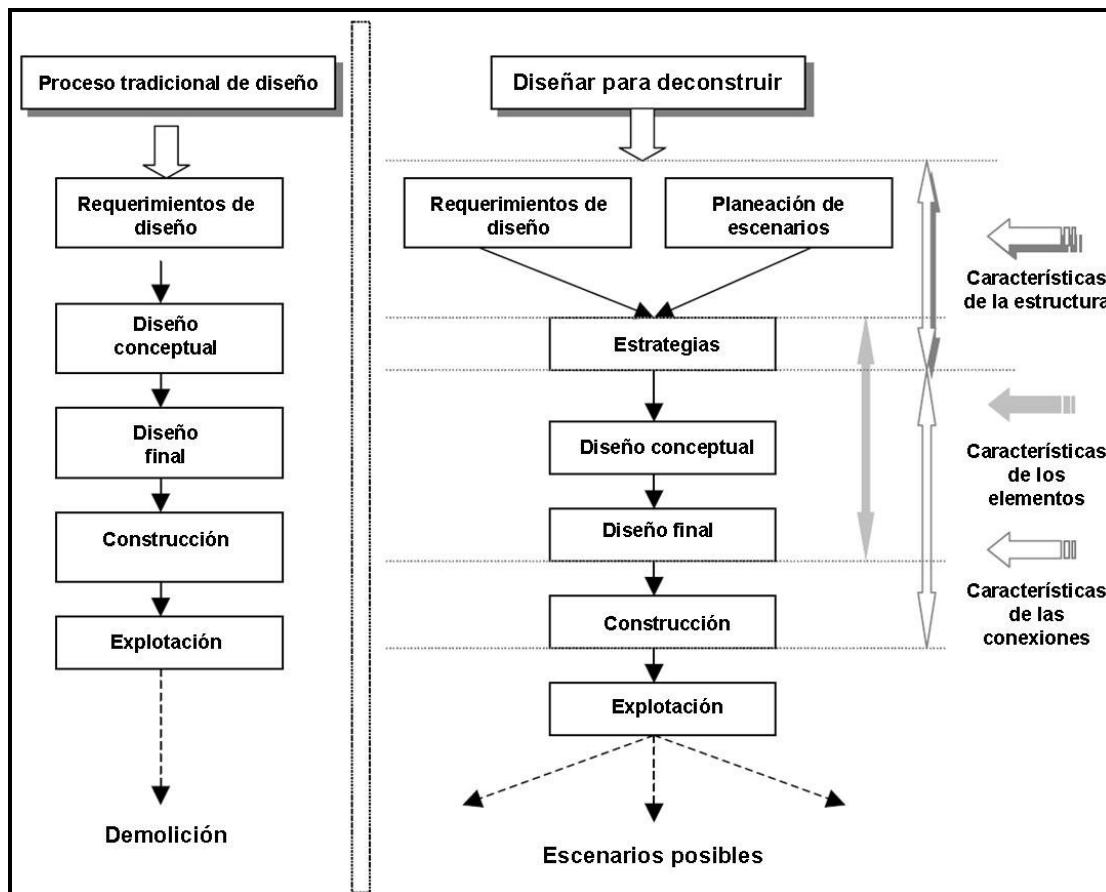 Proceso tradicional de diseño
Requerimientos de
diseño
Diseño
conceptual
Diseño
final
Construcción
Explotación
Demolición
Diseñar para deconstruir
Requerimientos de
diseño
Planeación de
escenarios
Estrategias
Diseño conceptual
Diseño final
Construcción
Explotación
Escenarios posibles
Características
de la estructura
Características
de los
elementos
Características
de las
conexiones